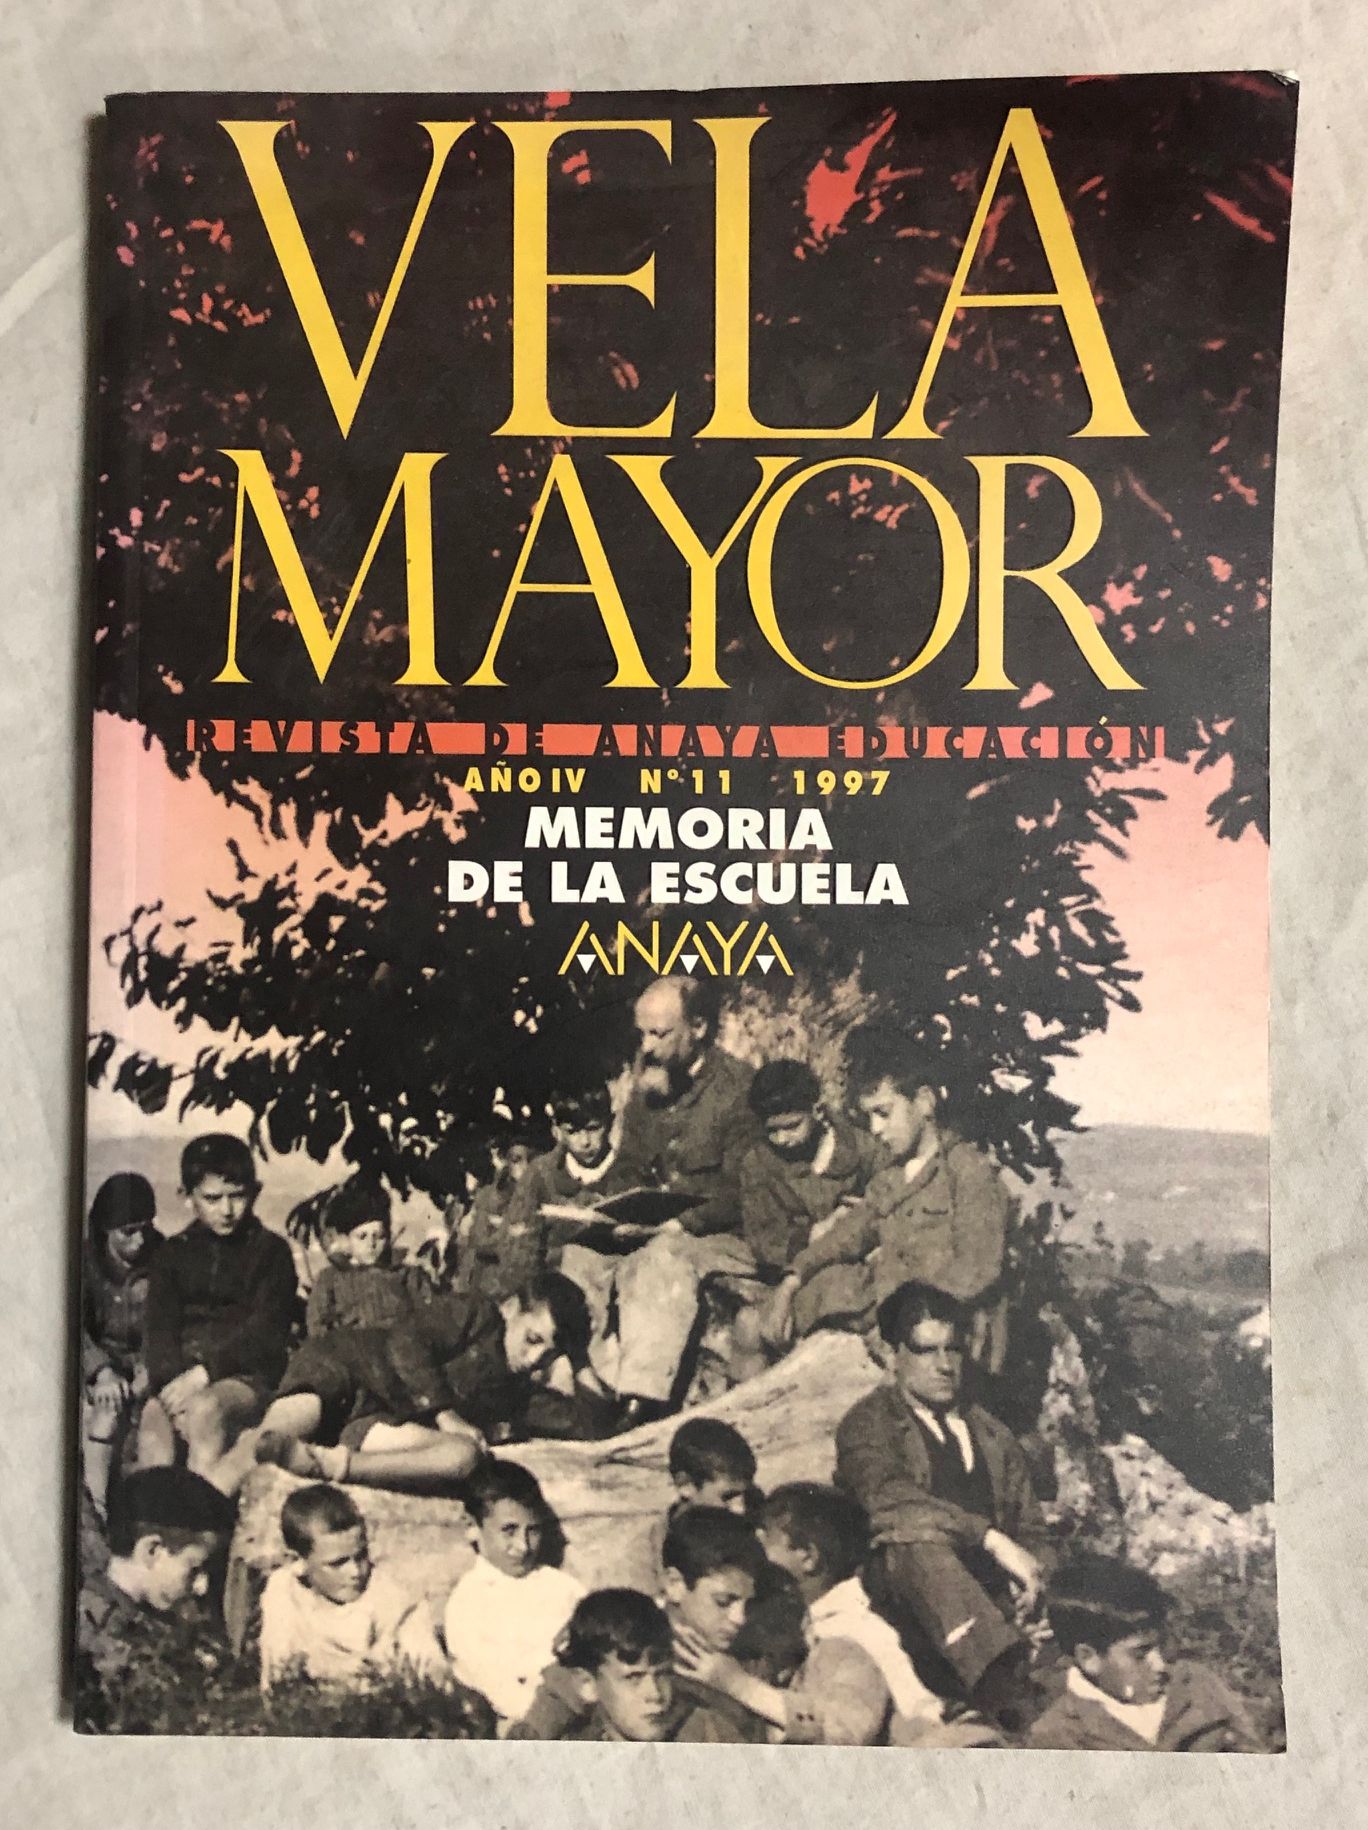 VELA
MAYOR
REVISTA DE ANAYA EDUCACIÓN
AÑO IV Nº 11 1997
MEMORIA
DE LA ESCUELA
ANAYA